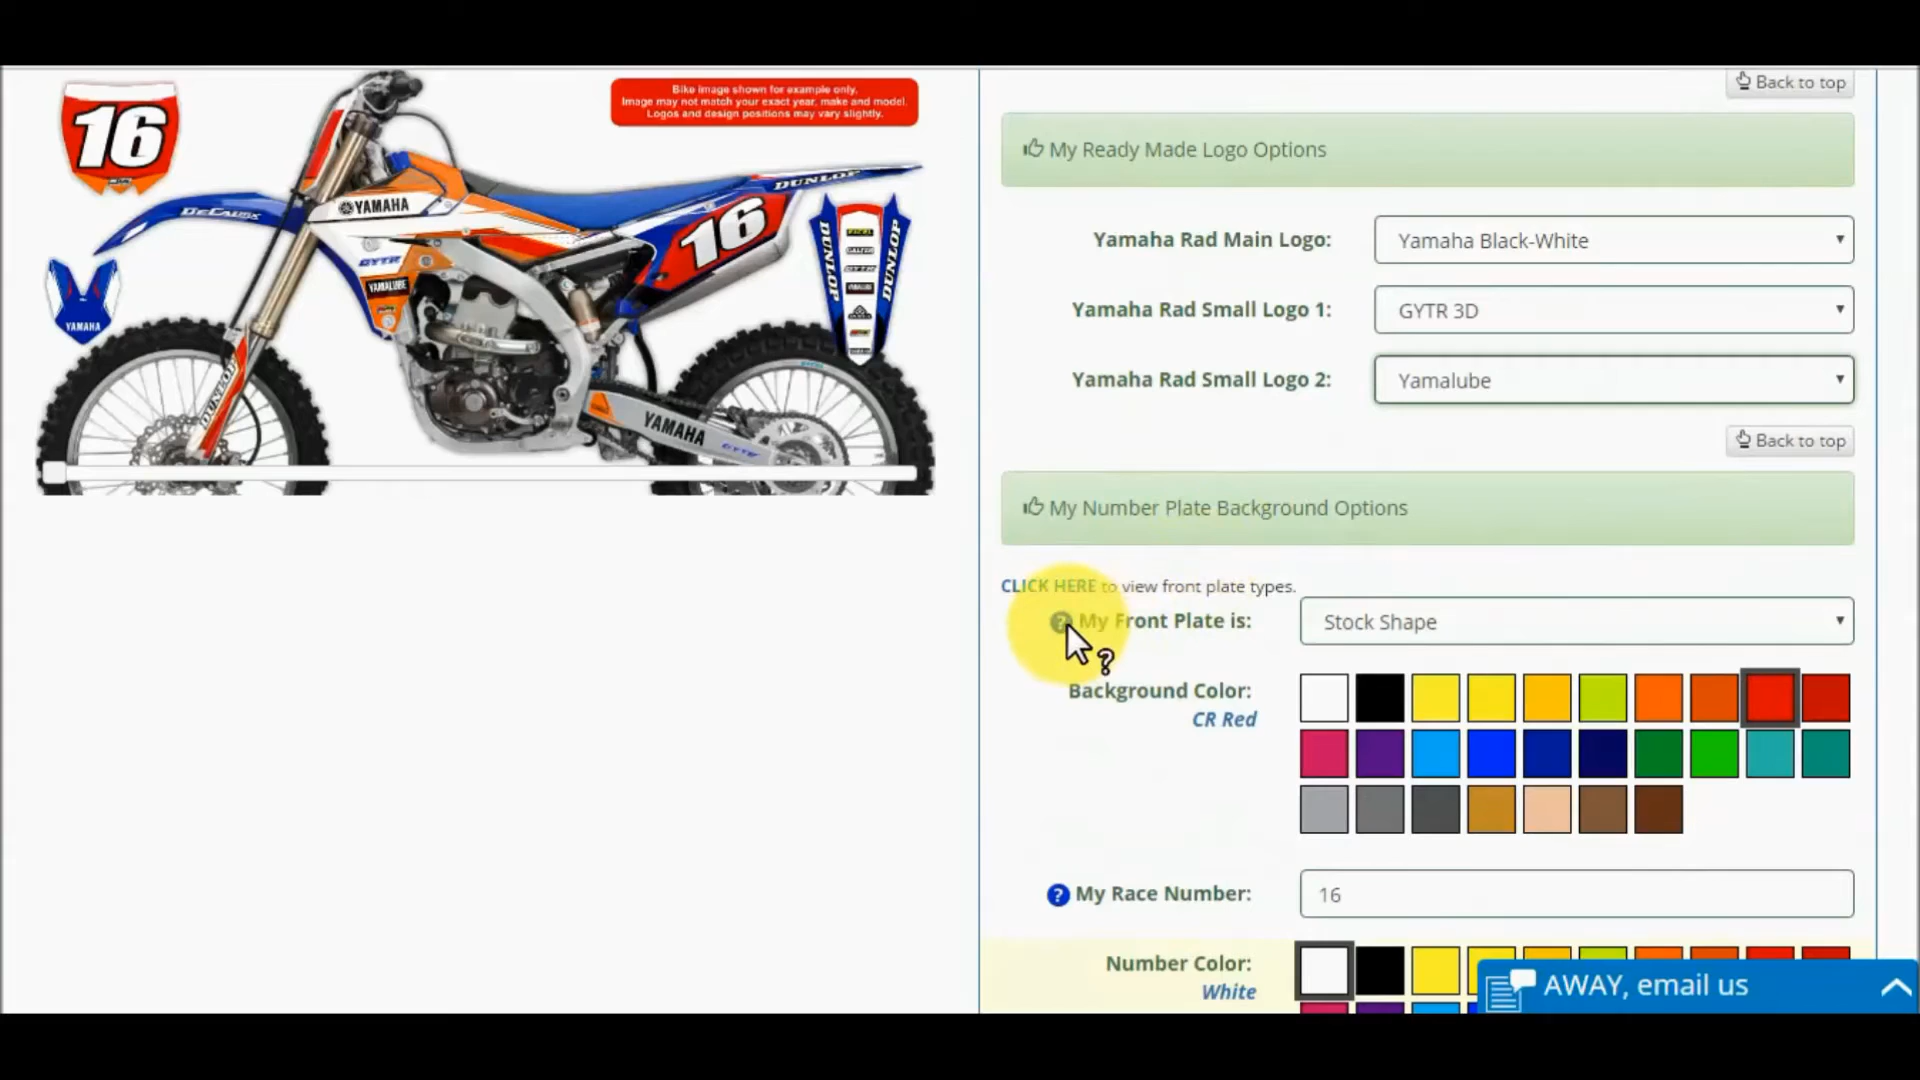 16
Bike image shown for example only.
Image may not match your exact year, make and model.
Logos and design positions may vary slightly.
DUNLOP
DeCALMX
YAMAHA
16
GYTR
YAMALUBE
YAMAHA
DUNLOP
DUNLOP
GYTR
YAMALUBE
DUNLOP
YAMAHA
GYTR
Back to top
My Ready Made Logo Options
Yamaha Rad Main Logo:
Yamaha Black-White
Yamaha Rad Small Logo 1:
GYTR 3D
Yamaha Rad Small Logo 2:
Yamalube
Back to top
My Number Plate Background Options
CLICK HERE to view front plate types.
? My Front Plate is:
Stock Shape
?
Background Color:
CR Red
? My Race Number:
16
Number Color:
White
AWAY, email us